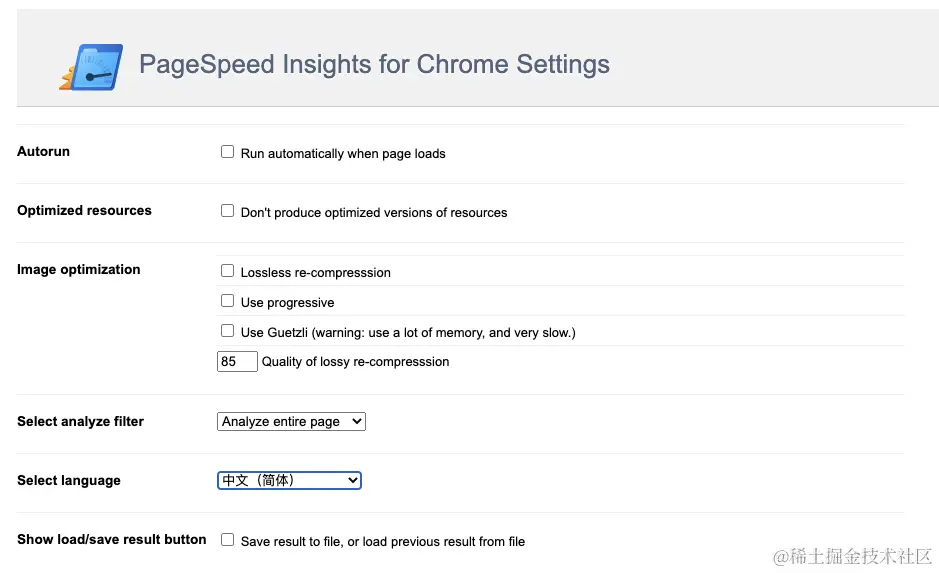 PageSpeed Insights for Chrome Settings
Autorun
Run automatically when page loads
Optimized resources
Don't produce optimized versions of resources
Image optimization
Lossless re-compresssion
Use progressive
Use Guetzli (warning: use a lot of memory, and very slow.)
85 Quality of lossy re-compresssion
Select analyze filter
Analyze entire page
Select language
中文（简体）
Show load/save result button
Save result to file, or load previous result from file
@稀土掘金技术社区